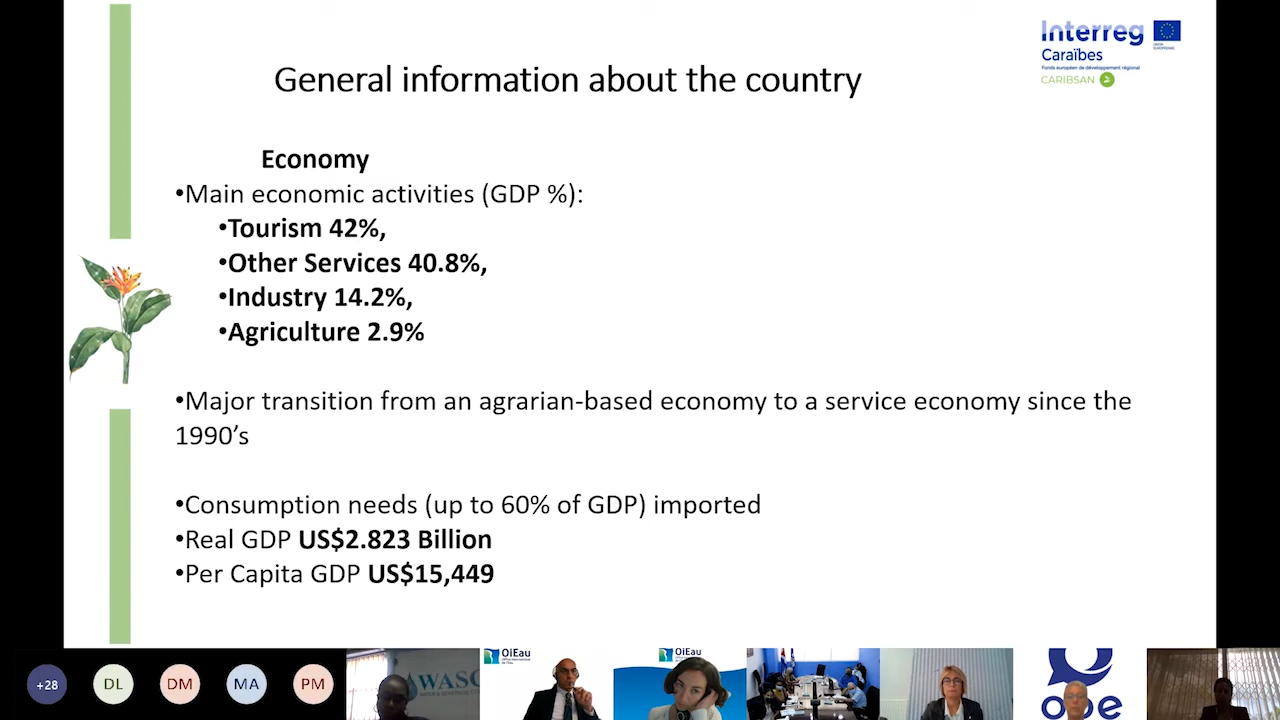 Interreg
UNION EUROPÉENNE
Caraïbes
Fonds européen de développement régional
CARIBSAN
General information about the country
Economy
•Main economic activities (GDP %):
•Tourism 42%,
•Other Services 40.8%,
•Industry 14.2%,
•Agriculture 2.9%
•Major transition from an agrarian-based economy to a service economy since the
1990’s
•Consumption needs (up to 60% of GDP) imported
•Real GDP US$2.823 Billion
•Per Capita GDP US$15,449
+28
DL
DM
MA
PM
WASC
OiEau
OiEau